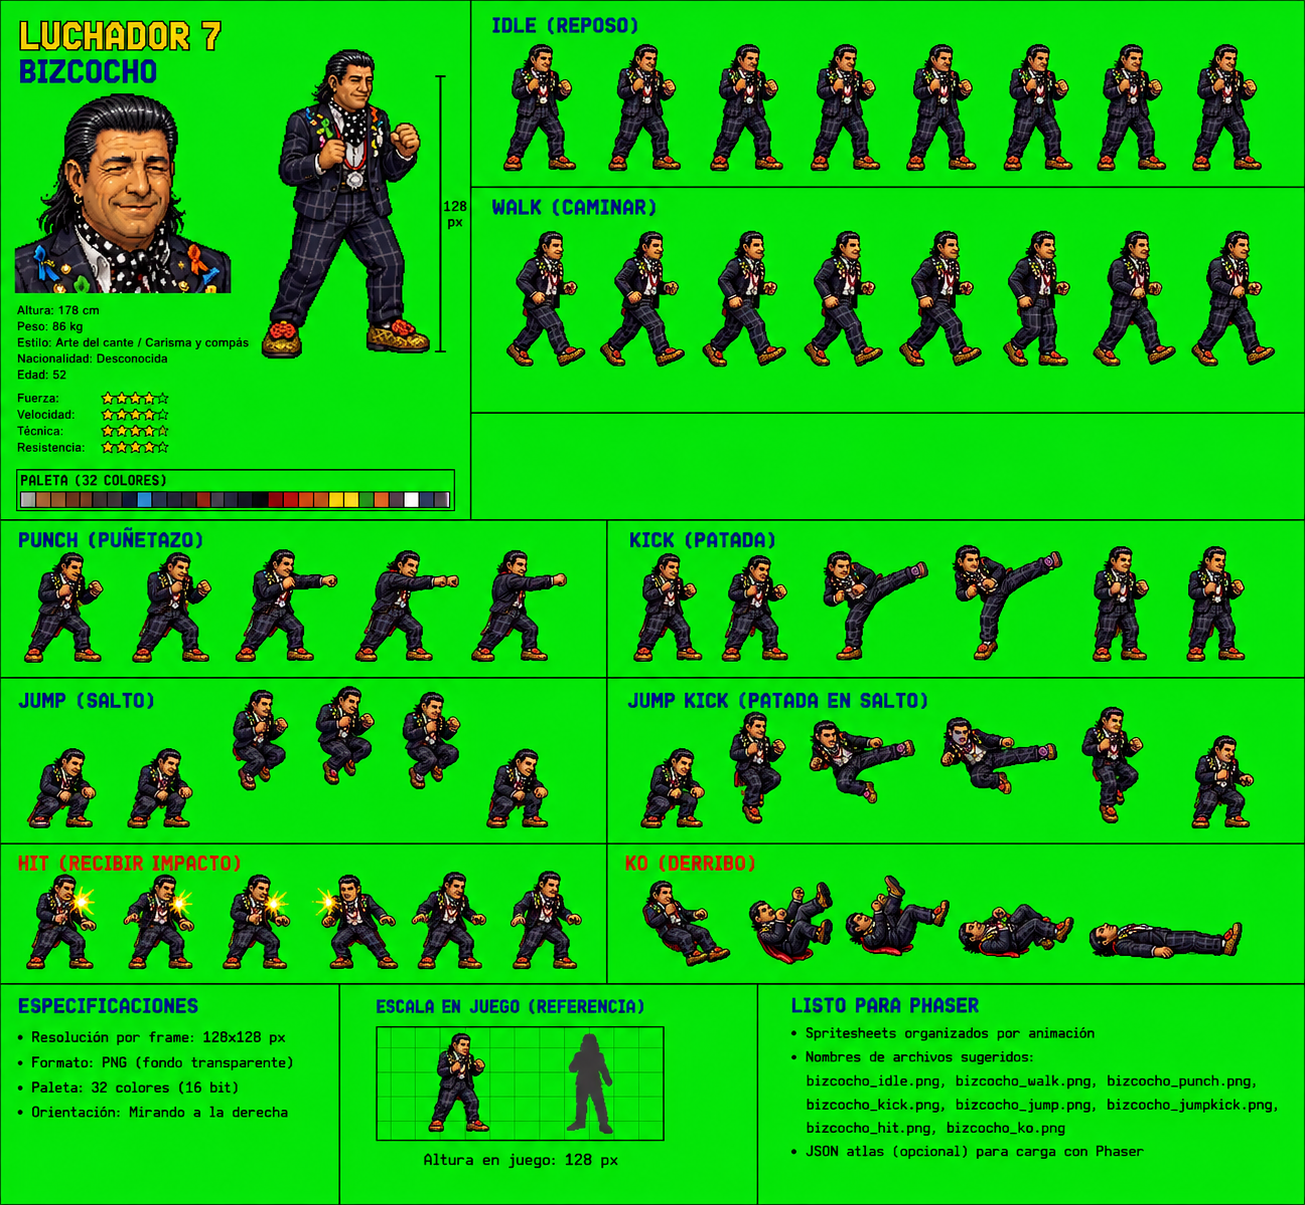 LUCHADOR 7
BIZCOCHO
128
px
Altura: 178 cm
Peso: 86 kg
Estilo: Arte del cante / Carisma y compás
Nacionalidad: Desconocida
Edad: 52
Fuerza:
Velocidad:
Técnica:
Resistencia:
PALETA (32 COLORES)
IDLE (REPOSO)
WALK (CAMINAR)
PUNCH (PUÑETAZO)
KICK (PATADA)
JUMP (SALTO)
JUMP KICK (PATADA EN SALTO)
HIT (RECIBIR IMPACTO)
KO (DERRIBO)
ESPECIFICACIONES
• Resolución por frame: 128x128 px
• Formato: PNG (fondo transparente)
• Paleta: 32 colores (16 bit)
• Orientación: Mirando a la derecha
ESCALA EN JUEGO (REFERENCIA)
Altura en juego: 128 px
LISTO PARA PHASER
• Spritesheets organizados por animación
• Nombres de archivos sugeridos:
bizcocho_idle.png, bizcocho_walk.png, bizcocho_punch.png,
bizcocho_kick.png, bizcocho_jump.png, bizcocho_jumpkick.png,
bizcocho_hit.png, bizcocho_ko.png
• JSON atlas (opcional) para carga con Phaser